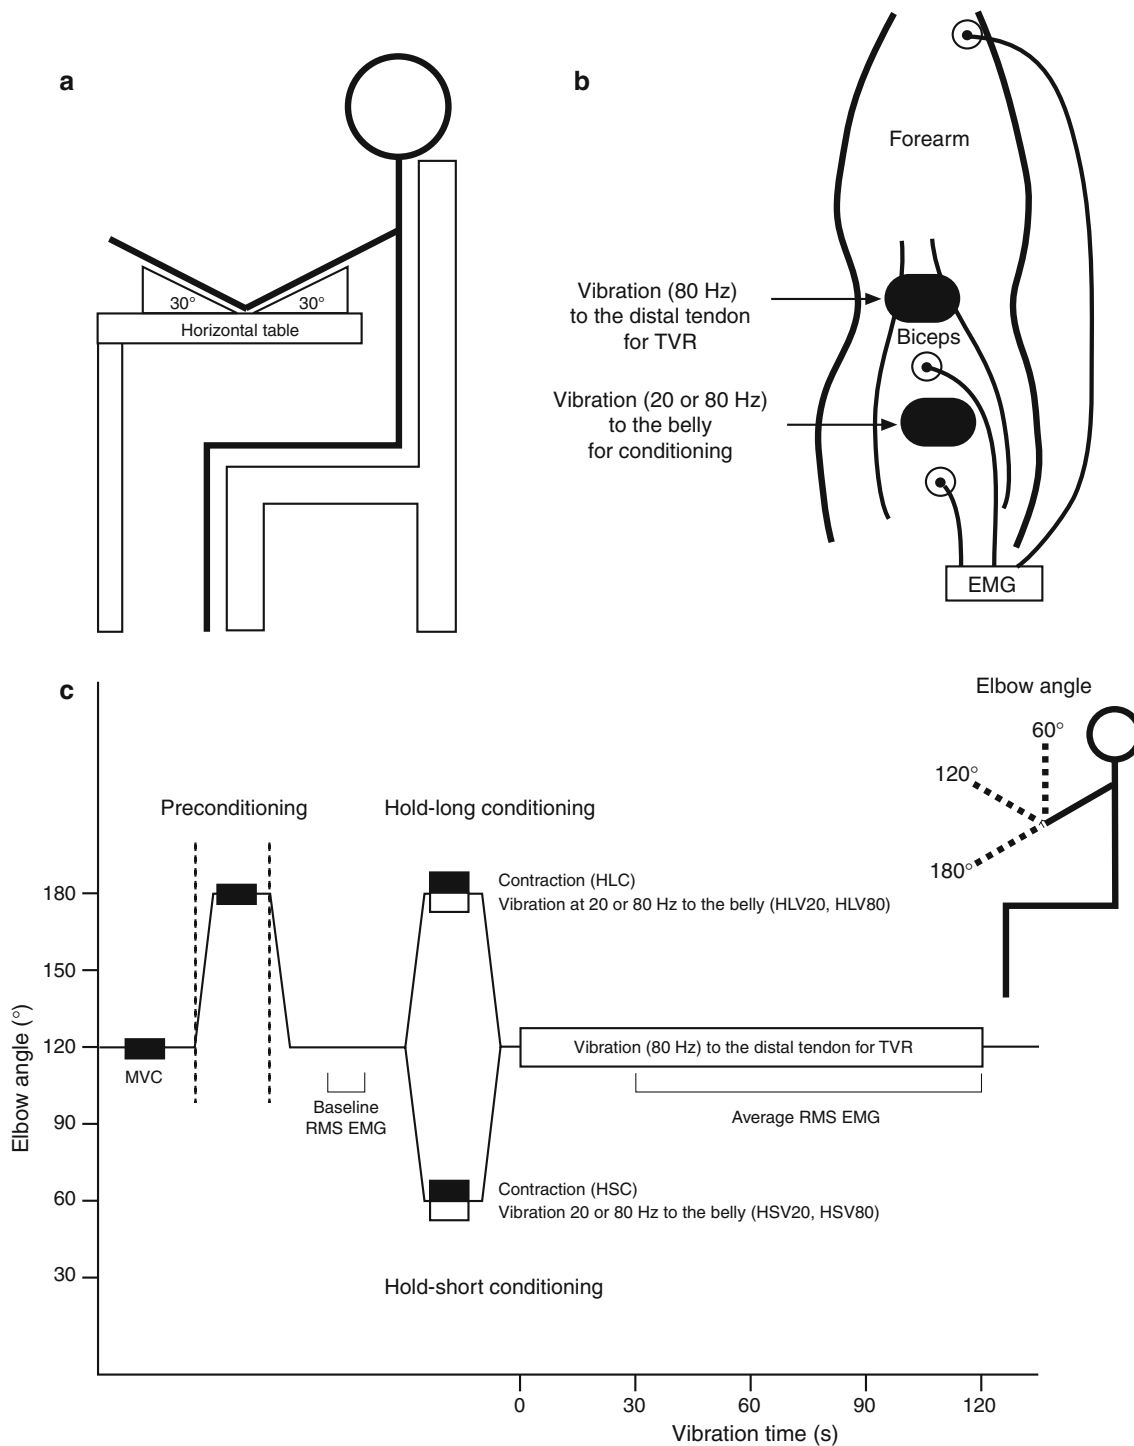 a
30°
30°
Horizontal table
b
Forearm
Vibration (80 Hz)
to the distal tendon
for TVR
Biceps
Vibration (20 or 80 Hz)
to the belly
for conditioning
EMG
c
Elbow angle
60°
120°
180°
Preconditioning
Hold-long conditioning
Contraction (HLC)
Vibration at 20 or 80 Hz to the belly (HLV20, HLV80)
180
150
120
90
60
30
Elbow angle (°)
MVC
Baseline
RMS EMG
Vibration (80 Hz) to the distal tendon for TVR
Average RMS EMG
Contraction (HSC)
Vibration 20 or 80 Hz to the belly (HSV20, HSV80)
Hold-short conditioning
0
30
60
90
120
Vibration time (s)